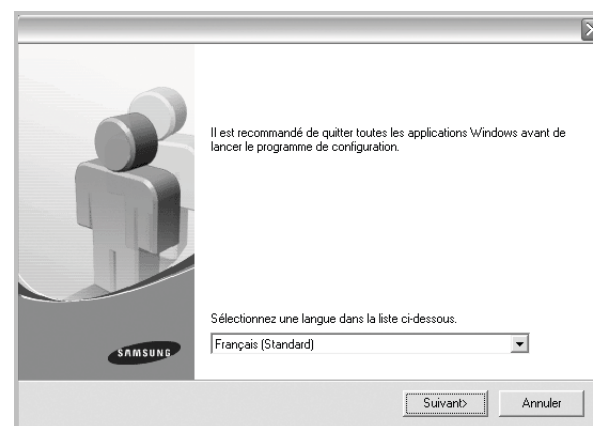 Il est recommandé de quitter toutes les applications Windows avant de
lancer le programme de configuration.
Sélectionnez une langue dans la liste ci-dessous.
Français (Standard)
SAMSUNG
Suivant>
Annuler